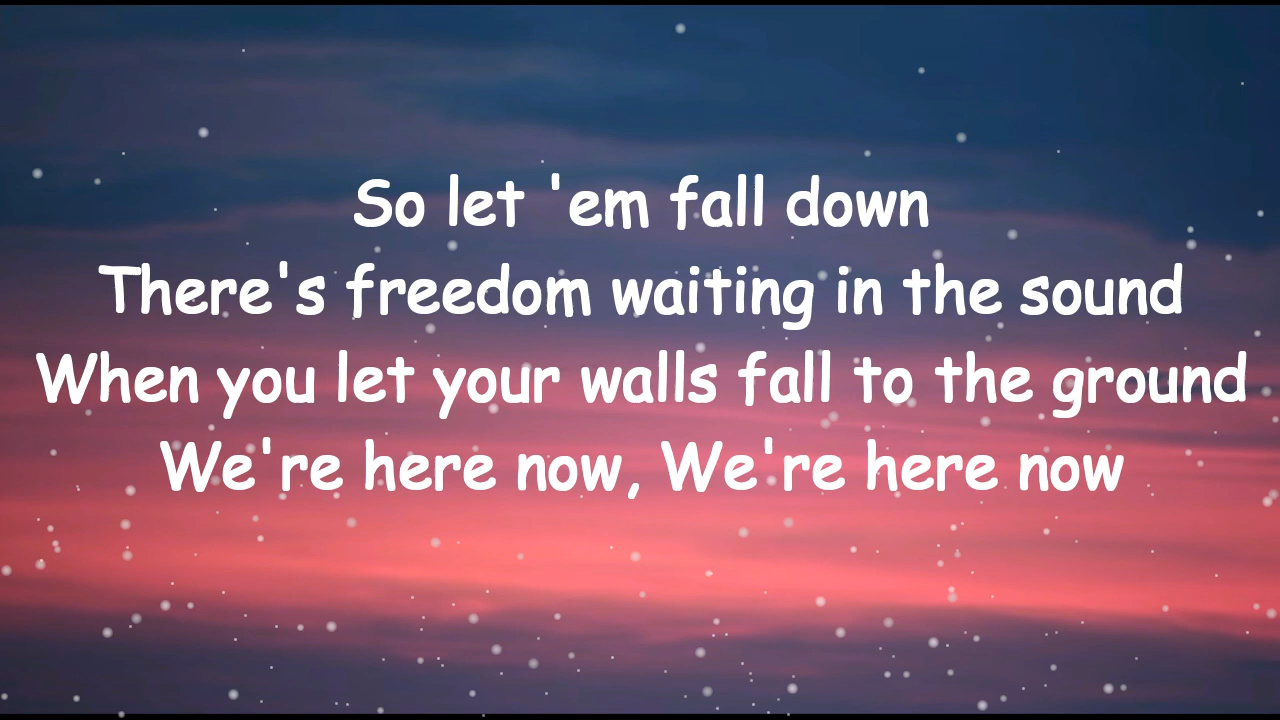 So let 'em fall down
There's freedom waiting in the sound
When you let your walls fall to the ground
We're here now, We're here now